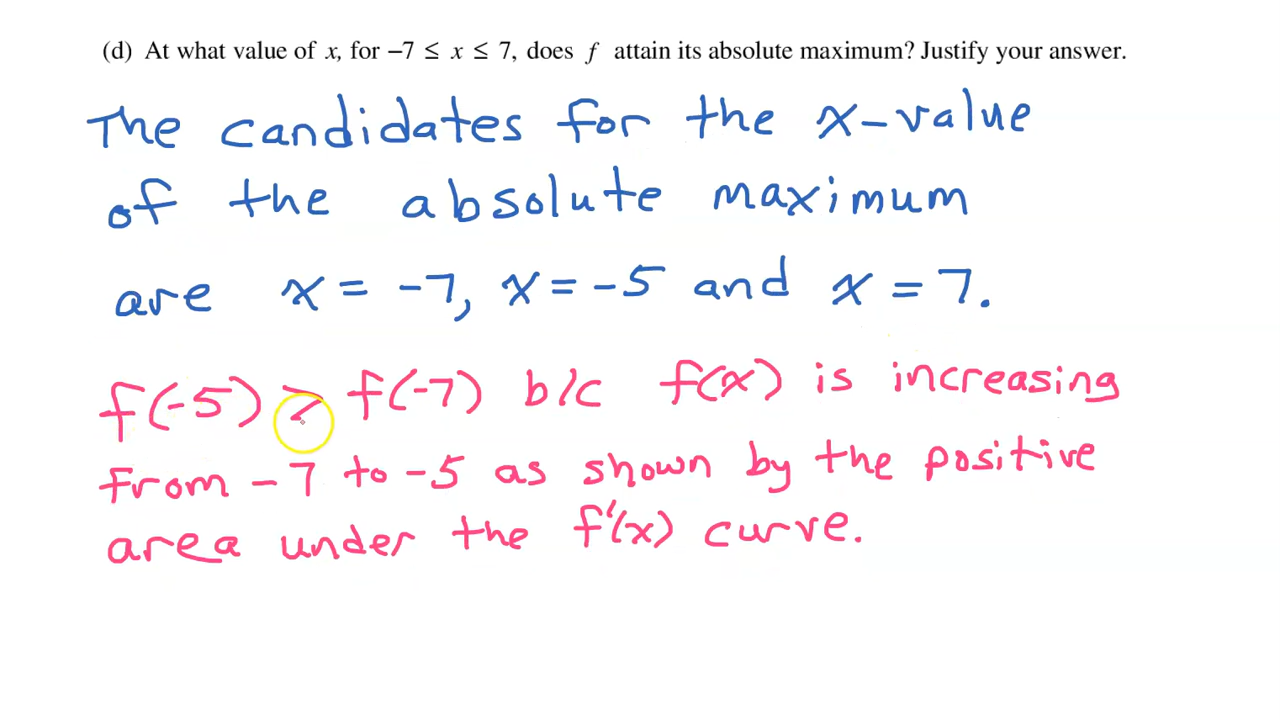 (d) At what value of x, for −7 ≤ x ≤ 7, does f attain its absolute maximum? Justify your answer.
The candidates for the x-value
of the absolute maximum
are x = -7, x = -5 and x = 7.
f(-5) > f(-7) b/c f(x) is increasing
from -7 to -5 as shown by the positive
area under the f'(x) curve.